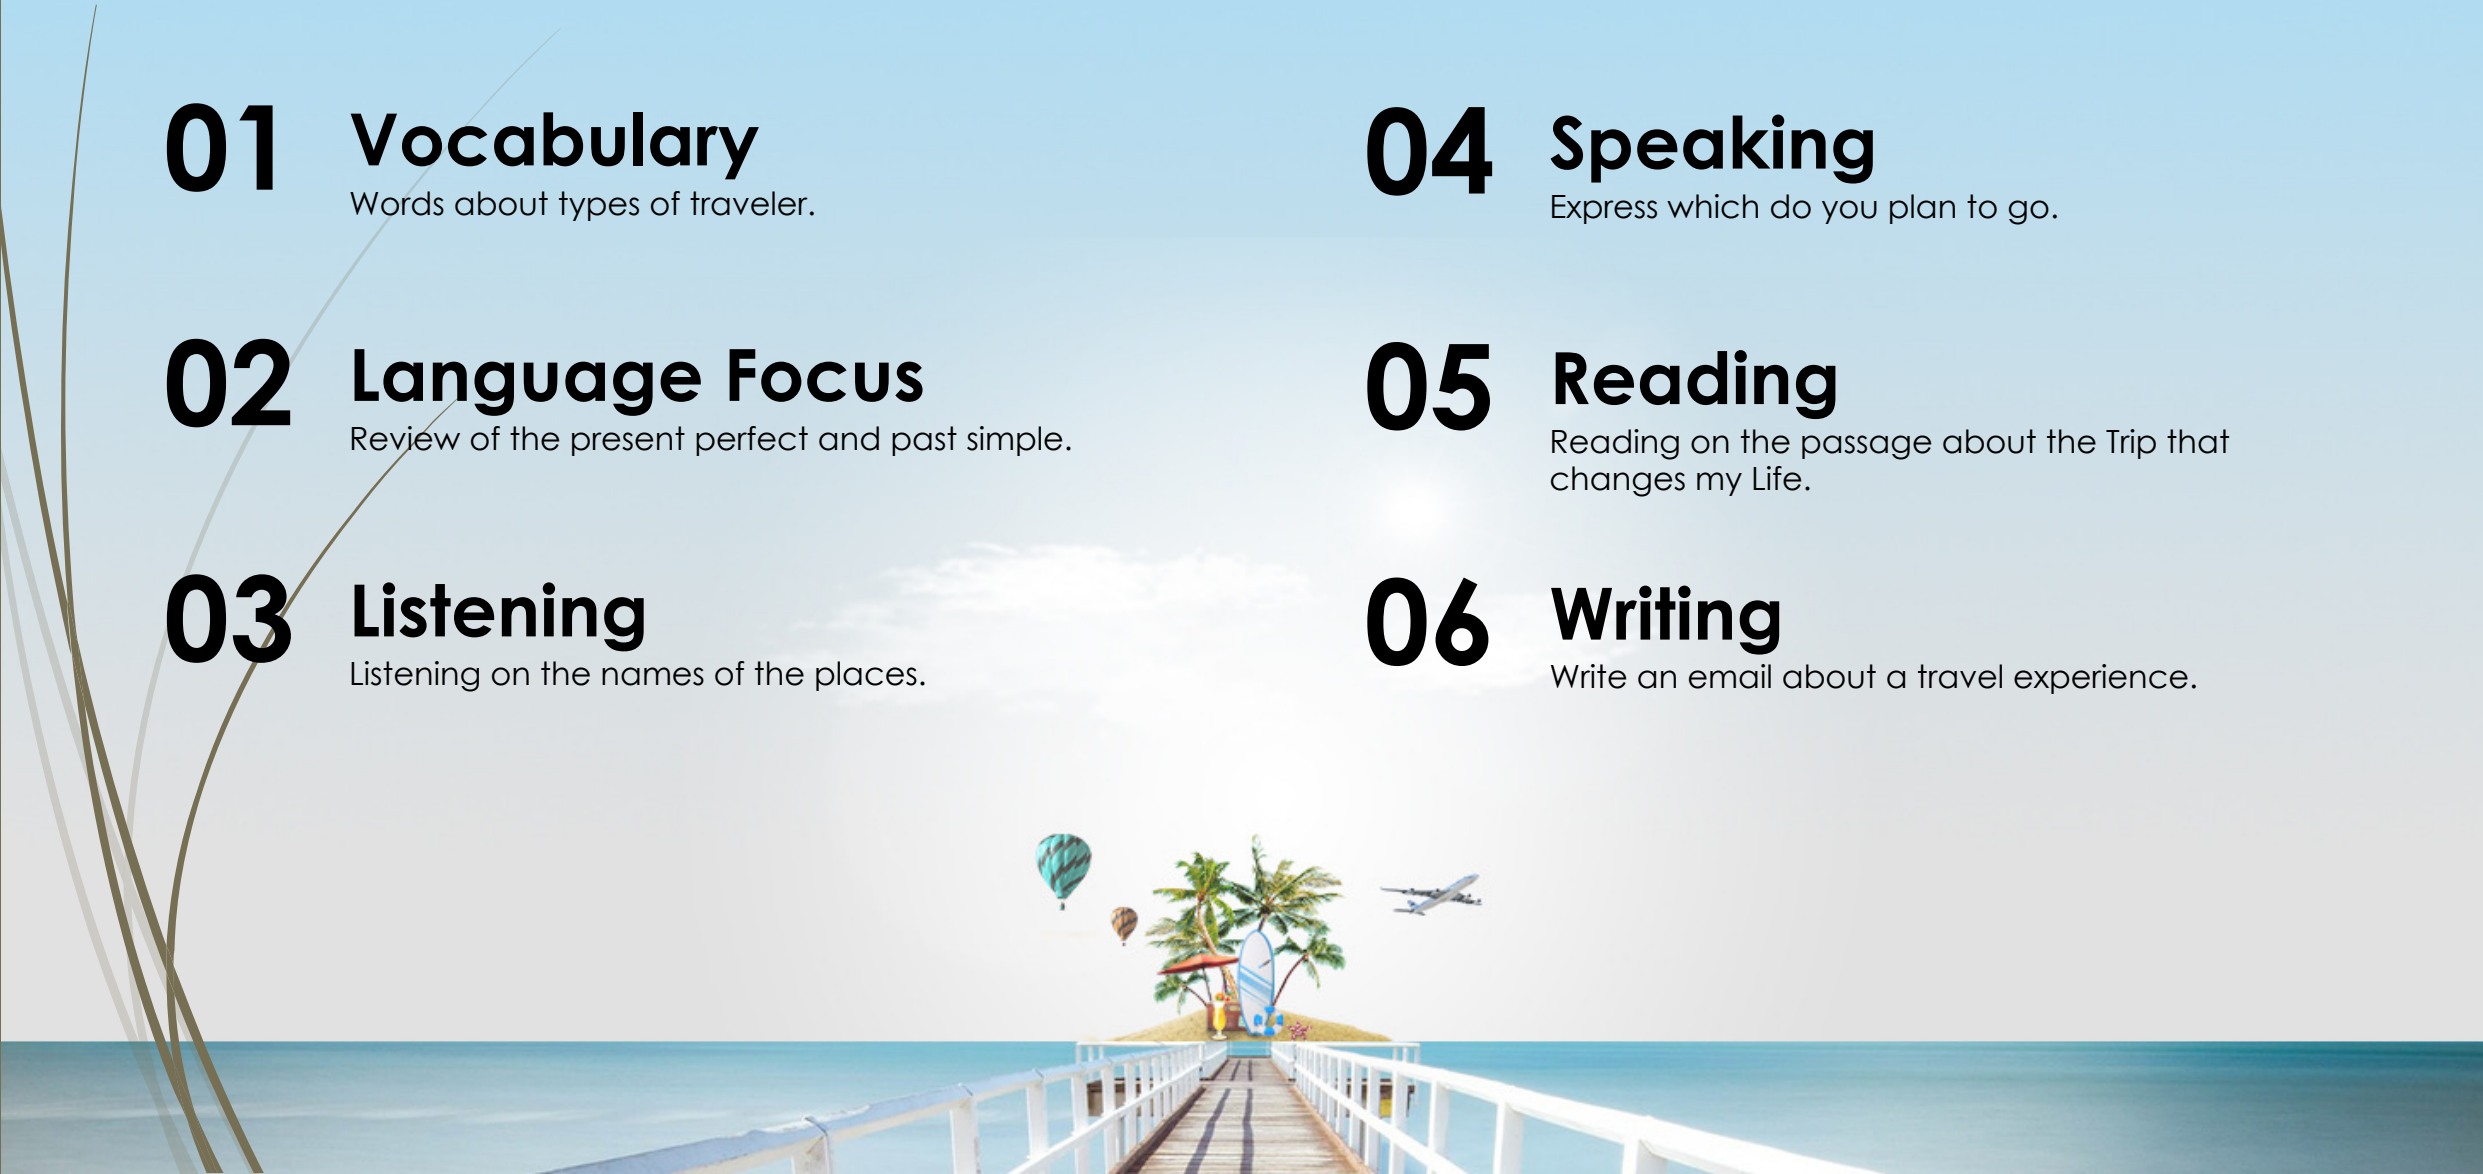 01
Vocabulary
Words about types of traveler.
02
Language Focus
Review of the present perfect and past simple.
03
Listening
Listening on the names of the places.
04
Speaking
Express which do you plan to go.
05
Reading
Reading on the passage about the Trip that
changes my Life.
06
Writing
Write an email about a travel experience.